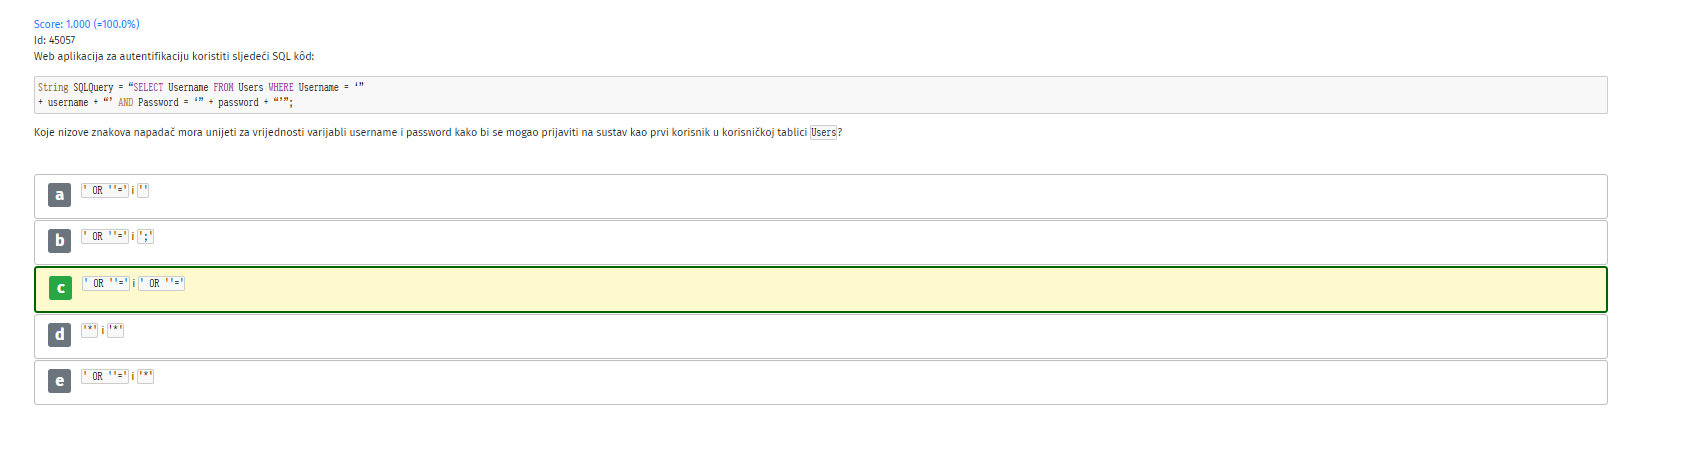 Score: 1.000 (=100.0%)
Id: 45057
Web aplikacija za autentifikaciju koristiti sljedeći SQL kôd:
String SQLQuery = “SELECT Username FROM Users WHERE Username = ‘”
+ username + “’ AND Password = ‘” + password + “’”;
Koje nizove znakova napadač mora unijeti za vrijednosti varijabli username i password kako bi se mogao prijaviti na sustav kao prvi korisnik u korisničkoj tablici Users?
a ' OR ''=' i ''
b ' OR ''=' i ';'
c ' OR ''=' i ' OR ''='
d '*' i '*'
e ' OR ''=' i '*'